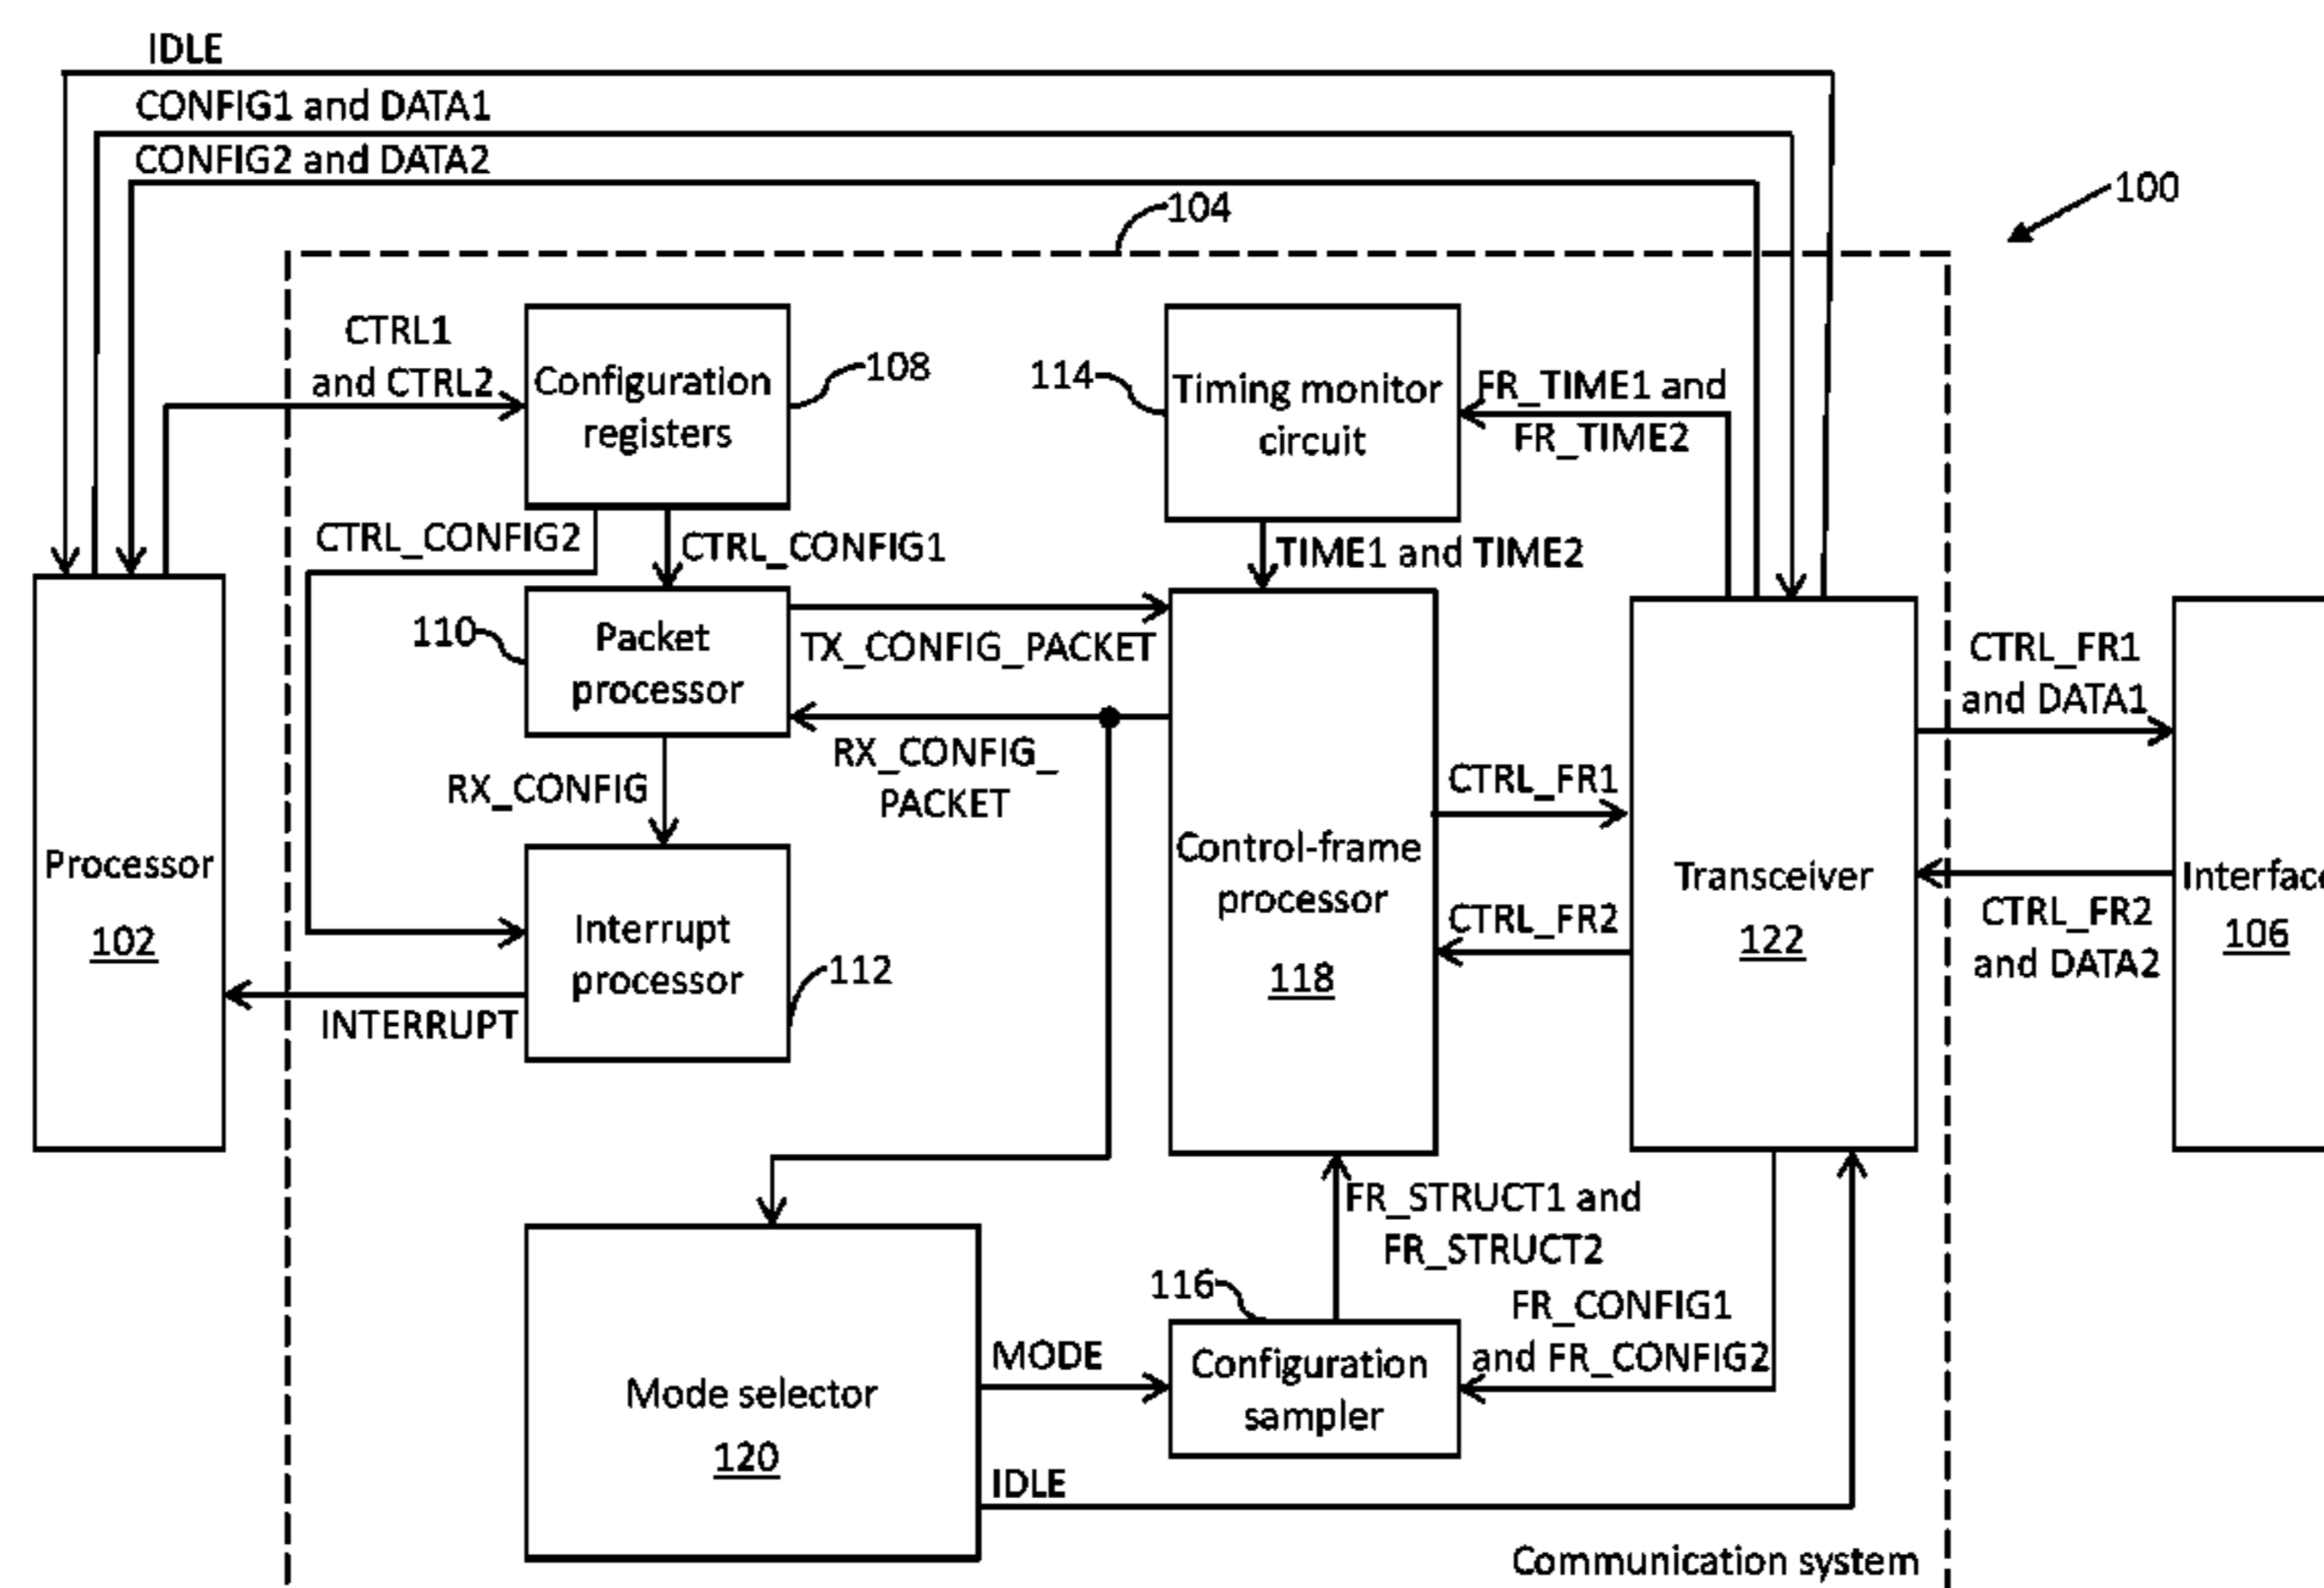 IDLE
CONFIG1 and DATA1
CONFIG2 and DATA2
104
100
CTRL1
and CTRL2
Configuration
registers
108
114
Timing monitor
circuit
FR_TIME1 and
FR_TIME2
CTRL_CONFIG2
CTRL_CONFIG1
TIME1 and TIME2
110
Packet
processor
TX_CONFIG_PACKET
RX_CONFIG_
PACKET
RX_CONFIG
CTRL_FR1
and DATA1
CTRL_FR1
Processor
102
Interrupt
processor
112
INTERRUPT
Control-frame
processor
118
CTRL_FR2
Transceiver
122
CTRL_FR2
and DATA2
Interface
106
FR_STRUCT1 and
FR_STRUCT2
116
FR_CONFIG1
and FR_CONFIG2
MODE
Configuration
sampler
Mode selector
120
IDLE
Communication system